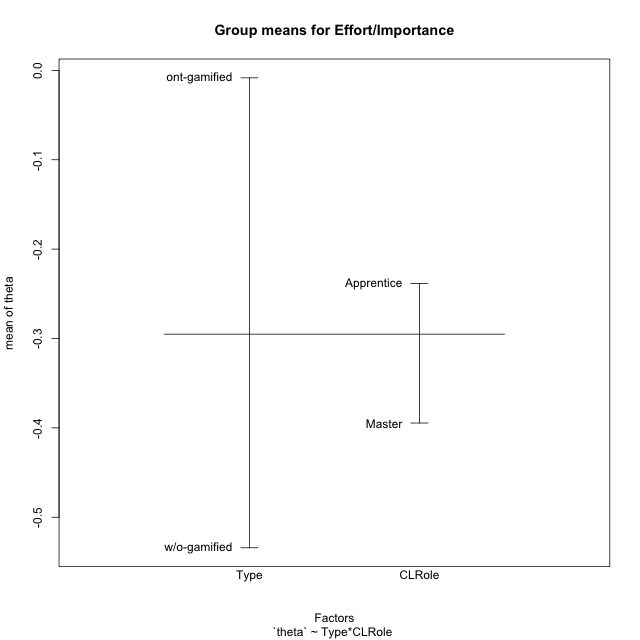 Group means for Effort/Importance
mean of theta
0.0
-0.1
-0.2
-0.3
-0.4
-0.5
ont-gamified
w/o-gamified
Apprentice
Master
Type
CLRole
Factors
`theta` ~ Type*CLRole